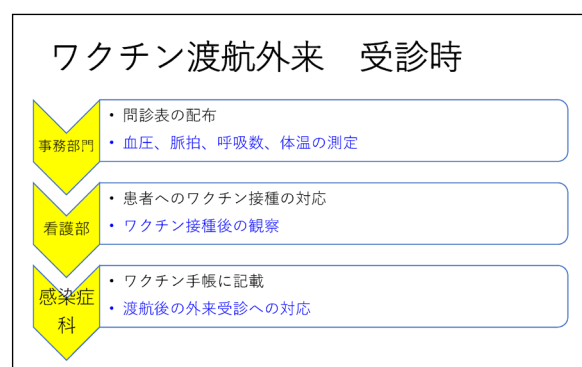 ワクチン渡航外来　受診時
事務部門
• 問診表の配布
• 血圧、脈拍、呼吸数、体温の測定
看護部
• 患者へのワクチン接種の対応
• ワクチン接種後の観察
感染症
科
• ワクチン手帳に記載
• 渡航後の外来受診への対応